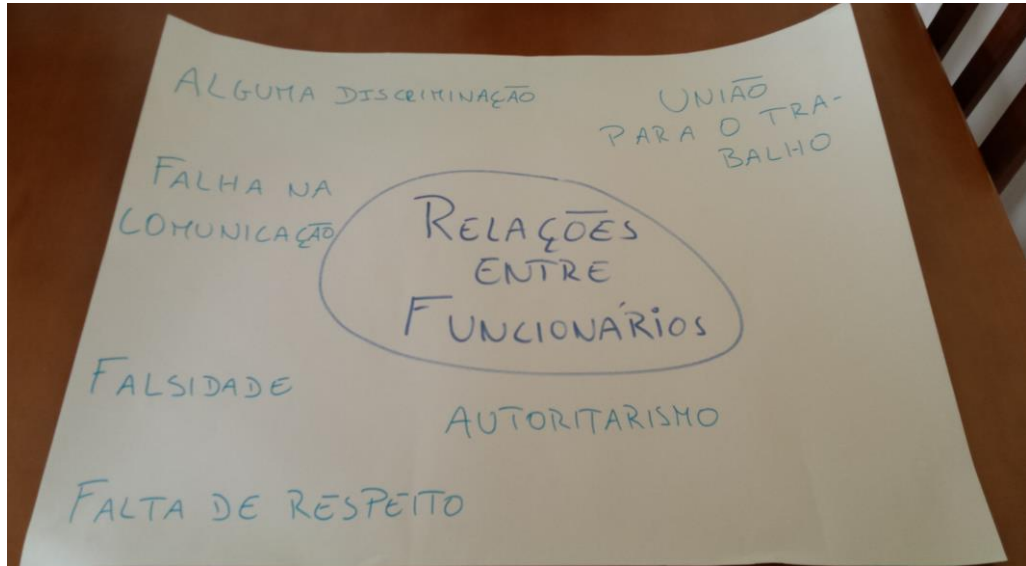 ALGUMA DISCRIMINAÇÃO
UNIÃO
PARA O TRA-
BALHO
FALHA NA
COMUNICAÇÃO
RELAÇÕES
ENTRE
FUNCIONÁRIOS
FALSIDADE
AUTORITARISMO
FALTA DE RESPEITO